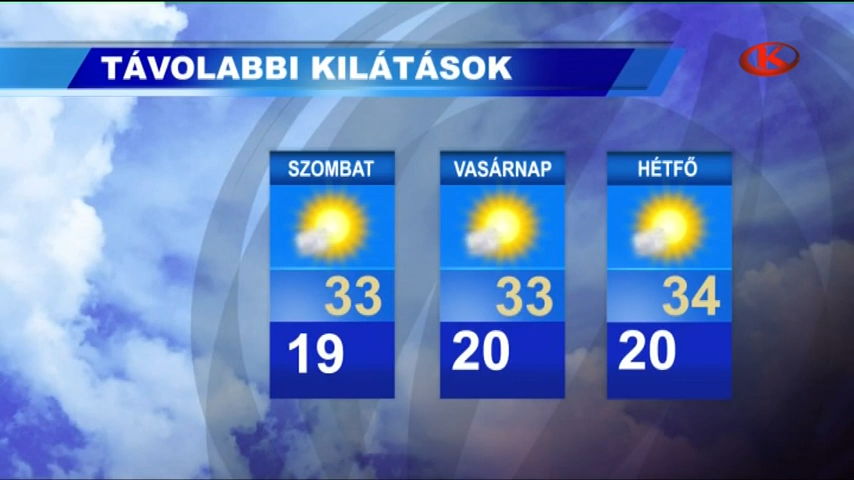 TÁVOLABBI KILÁTÁSOK
K
SZOMBAT
33
19
VASÁRNAP
33
20
HÉTFŐ
34
20